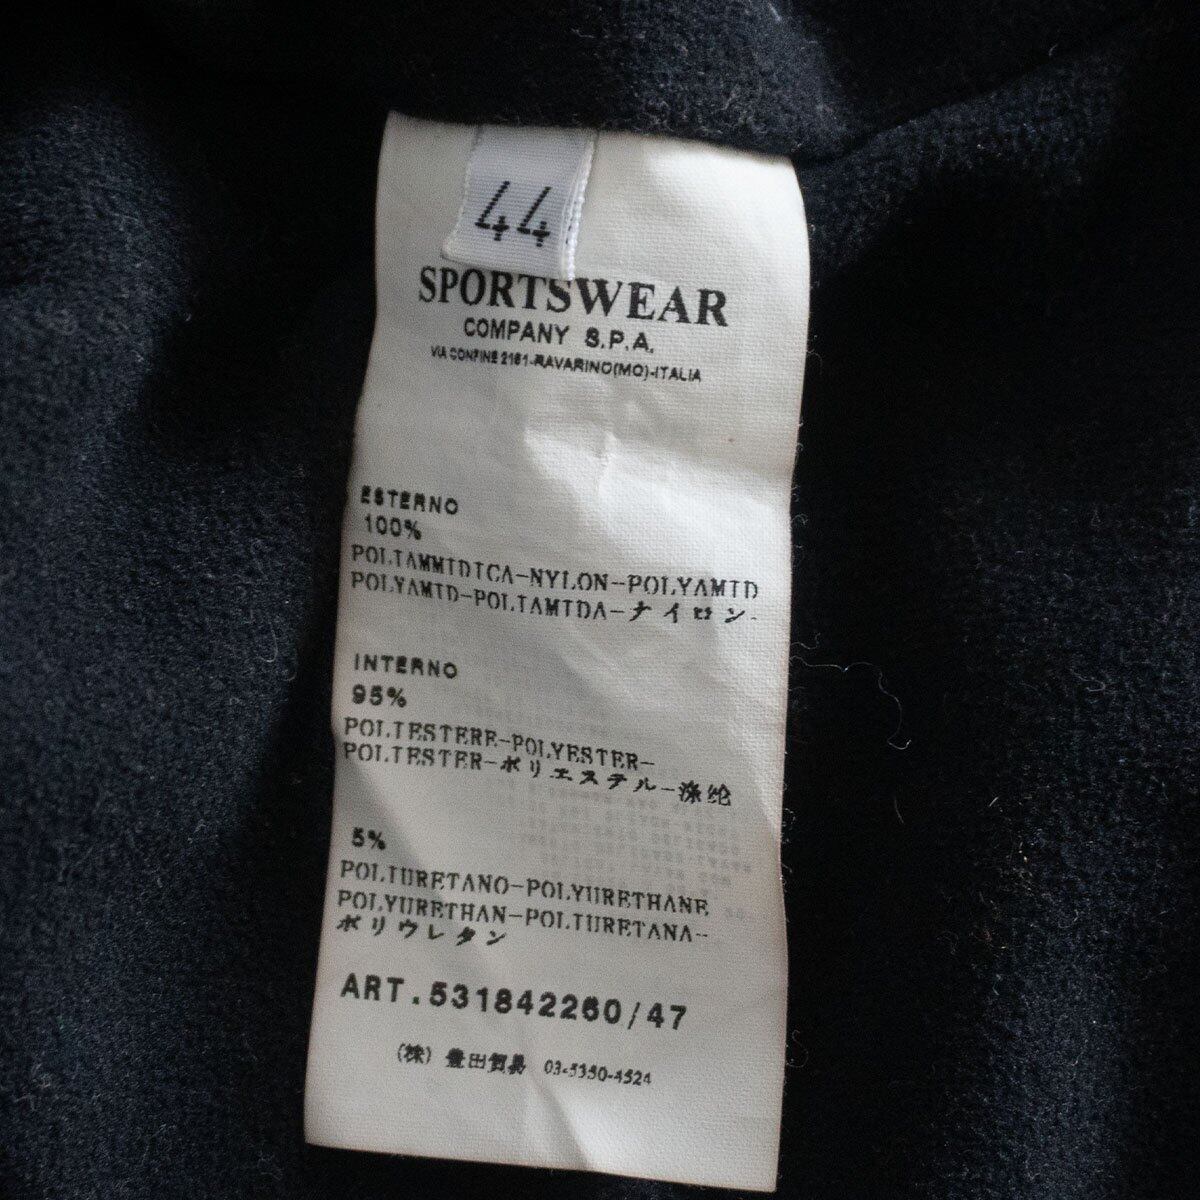 44
SPORTSWEAR
COMPANY S.P.A.
VIA CONFINE 2161-RAVARINO(MO)-ITALIA
ESTERNO
100%
POLIAMMIDICA-NYLON-POLYAMID
POLYAMID-POLIAMIDA-ナイロン-
INTERNO
95%
POLIESTERE-POLYESTER-
POLIESTER-ポリエステル-涤纶
5%
POLIURETANO-POLYURETHANE
POLYURETHAN-POLIURETANA-
ポリウレタン
ART.531842260/47
(株) 豊田貿易 03-5350-4524